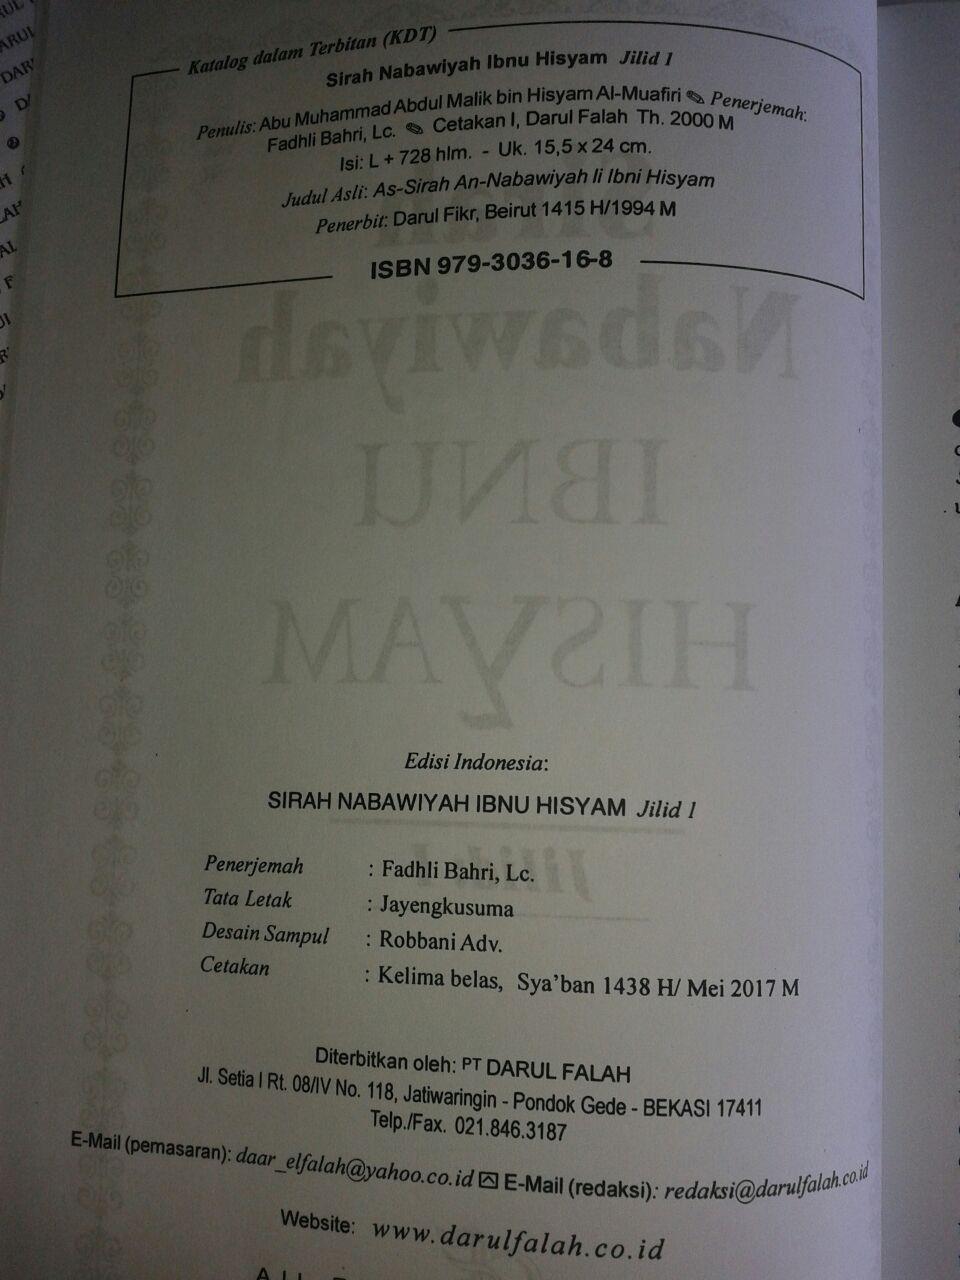 Katalog dalam Terbitan (KDT)
Sirah Nabawiyah Ibnu Hisyam Jilid 1
Penulis: Abu Muhammad Abdul Malik bin Hisyam Al-Muafiri ✎ Penerjemah:
Fadhli Bahri, Lc. ✎ Cetakan I, Darul Falah Th. 2000 M
Isi: L + 728 hlm. - Uk. 15,5 x 24 cm.
Judul Asli: As-Sirah An-Nabawiyah li Ibni Hisyam
Penerbit: Darul Fikr, Beirut 1415 H/1994 M
ISBN 979-3036-16-8
Nabawiyah
IBNU
HISYAM
Edisi Indonesia:
SIRAH NABAWIYAH IBNU HISYAM Jilid 1
Penerjemah : Fadhli Bahri, Lc.
Tata Letak : Jayengkusuma
Desain Sampul : Robbani Adv.
Cetakan : Kelima belas, Sya'ban 1438 H/ Mei 2017 M
Diterbitkan oleh: PT DARUL FALAH
Jl. Setia I Rt. 08/IV No. 118, Jatiwaringin - Pondok Gede - BEKASI 17411
Telp./Fax. 021.846.3187
E-Mail (pemasaran): daar_elfalah@yahoo.co.id E-Mail (redaksi): redaksi@darulfalah.co.id
Website: www.darulfalah.co.id